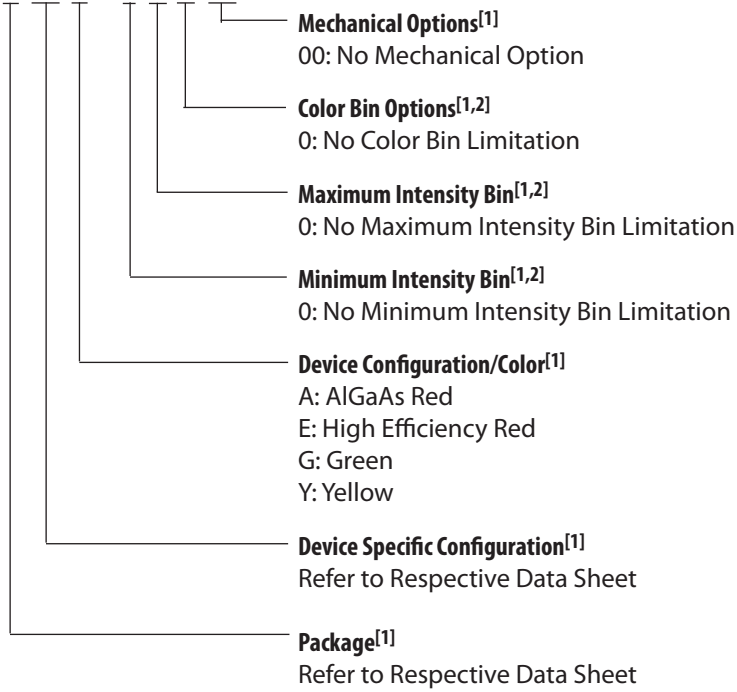 Mechanical Options[1]
00: No Mechanical Option
Color Bin Options[1,2]
0: No Color Bin Limitation
Maximum Intensity Bin[1,2]
0: No Maximum Intensity Bin Limitation
Minimum Intensity Bin[1,2]
0: No Minimum Intensity Bin Limitation
Device Configuration/Color[1]
A: AlGaAs Red
E: High Efficiency Red
G: Green
Y: Yellow
Device Specific Configuration[1]
Refer to Respective Data Sheet
Package[1]
Refer to Respective Data Sheet